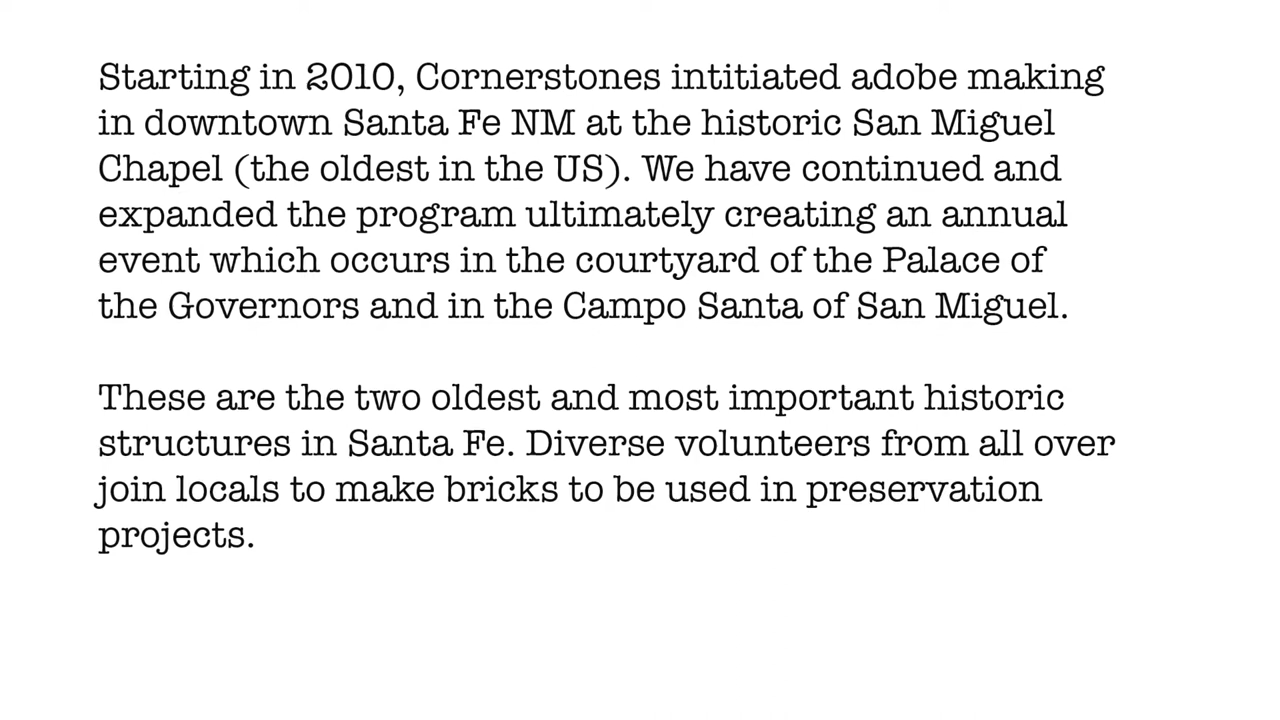 Starting in 2010, Cornerstones intitiated adobe making
in downtown Santa Fe NM at the historic San Miguel
Chapel (the oldest in the US). We have continued and
expanded the program ultimately creating an annual
event which occurs in the courtyard of the Palace of
the Governors and in the Campo Santa of San Miguel.
These are the two oldest and most important historic
structures in Santa Fe. Diverse volunteers from all over
join locals to make bricks to be used in preservation
projects.